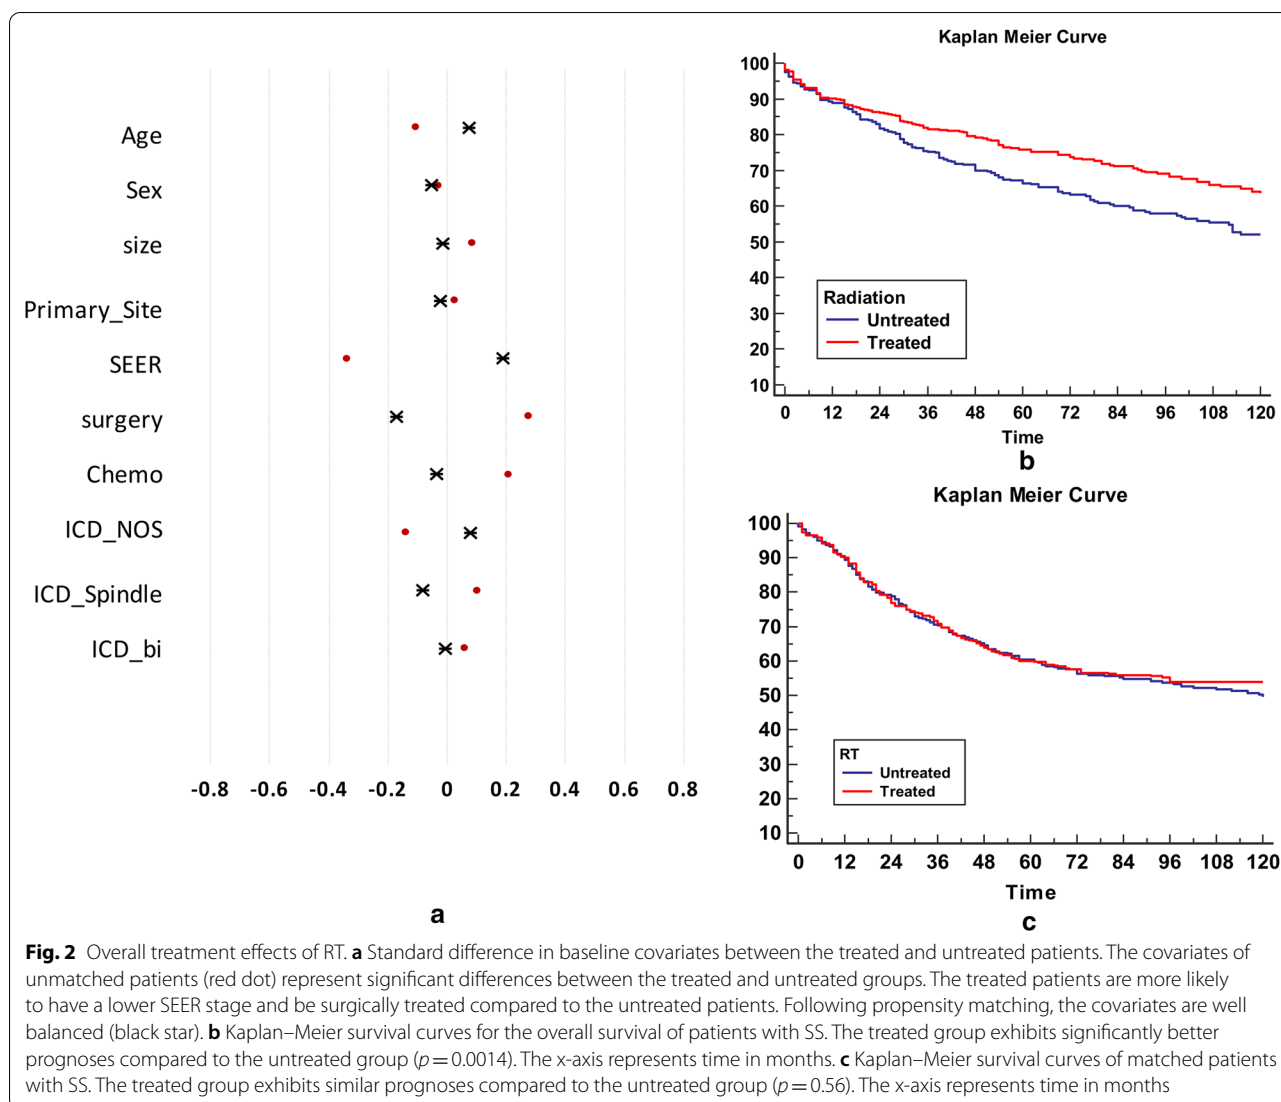 Age
Sex
size
Primary_Site
SEER
surgery
Chemo
ICD_NOS
ICD_Spindle
ICD_bi
-0.8 -0.6 -0.4 -0.2 0 0.2 0.4 0.6 0.8
a
Kaplan Meier Curve
100
90
80
70
60
50
40
30
20
10
Radiation
Untreated
Treated
0 12 24 36 48 60 72 84 96 108 120
Time
b
Kaplan Meier Curve
100
90
80
70
60
50
40
30
20
10
RT
Untreated
Treated
0 12 24 36 48 60 72 84 96 108 120
Time
c
Fig. 2 Overall treatment effects of RT. a Standard difference in baseline covariates between the treated and untreated patients. The covariates of
unmatched patients (red dot) represent significant differences between the treated and untreated groups. The treated patients are more likely
to have a lower SEER stage and be surgically treated compared to the untreated patients. Following propensity matching, the covariates are well
balanced (black star). b Kaplan–Meier survival curves for the overall survival of patients with SS. The treated group exhibits significantly better
prognoses compared to the untreated group (p = 0.0014). The x-axis represents time in months. c Kaplan–Meier survival curves of matched patients
with SS. The treated group exhibits similar prognoses compared to the untreated group (p = 0.56). The x-axis represents time in months